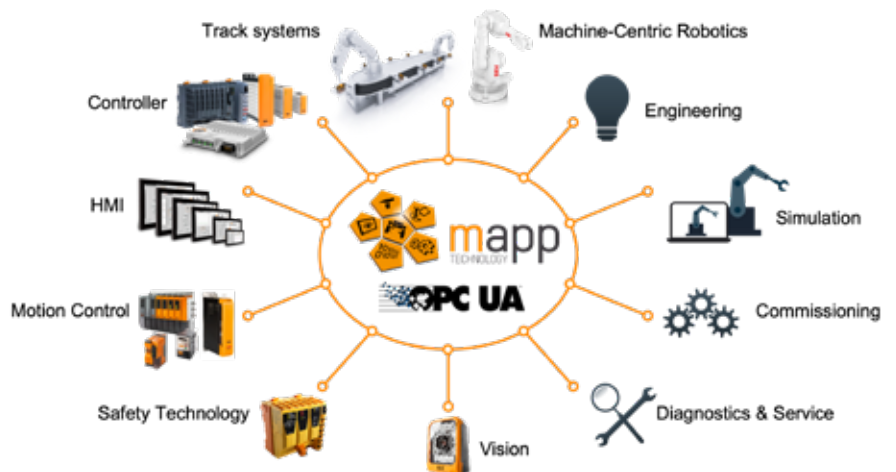 Track systems
Machine-Centric Robotics
Controller
Engineering
HMI
mapp
TECHNOLOGY
Simulation
OPC UA
Motion Control
Commissioning
Safety Technology
Vision
Diagnostics & Service